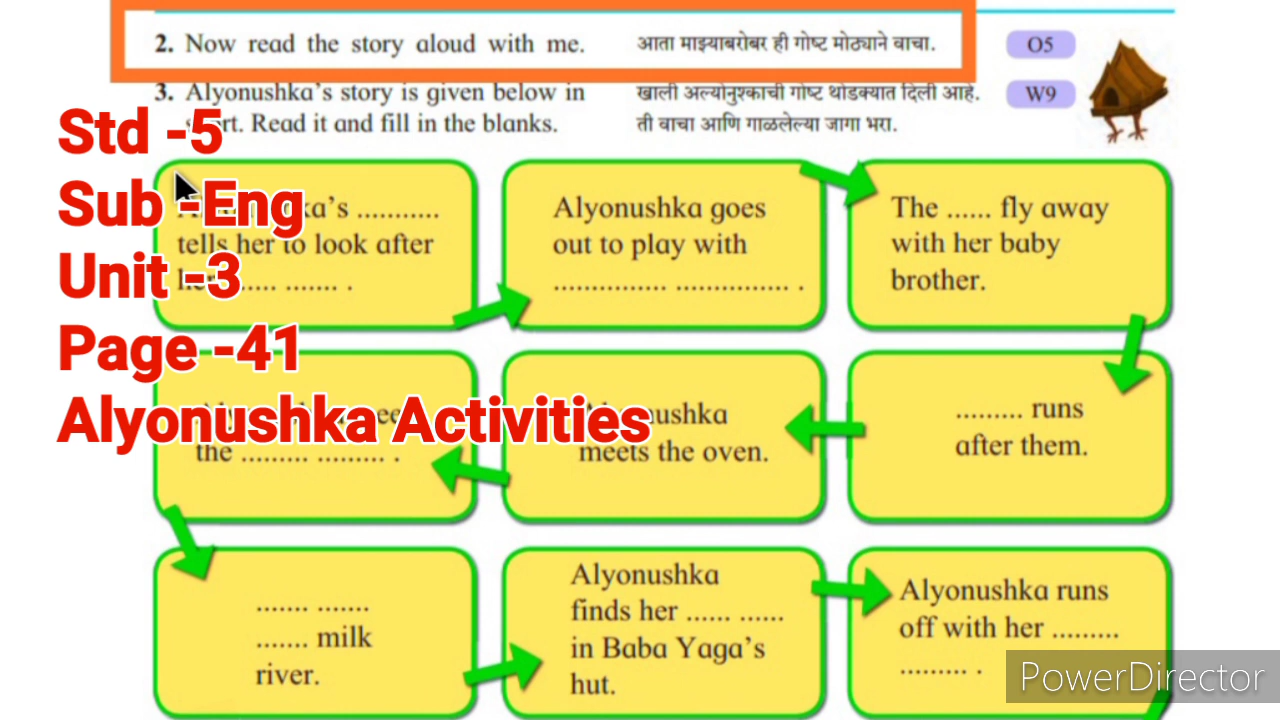 2. Now read the story aloud with me.
आता माझ्याबरोबर ही गोष्ट मोठ्याने वाचा.
O5
3. Alyonushka's story is given below in
rt. Read it and fill in the blanks.
खाली अल्योनुश्काची गोष्ट थोडक्यात दिली आहे.
ती वाचा आणि गाळलेल्या जागा भरा.
W9
Std -5
Sub -Eng
Unit -3
Page -41
Alyonushka Activities
ka's ...........
tells her to look after
...... ....... .
Alyonushka goes
out to play with
............... ............... .
The ...... fly away
with her baby
brother.
......... runs
after them.
nushka
meets the oven.
the ......... ......... .
....... .......
....... milk
river.
Alyonushka
finds her ...... ......
in Baba Yaga's
hut.
Alyonushka runs
off with her .........
......... .
PowerDirector